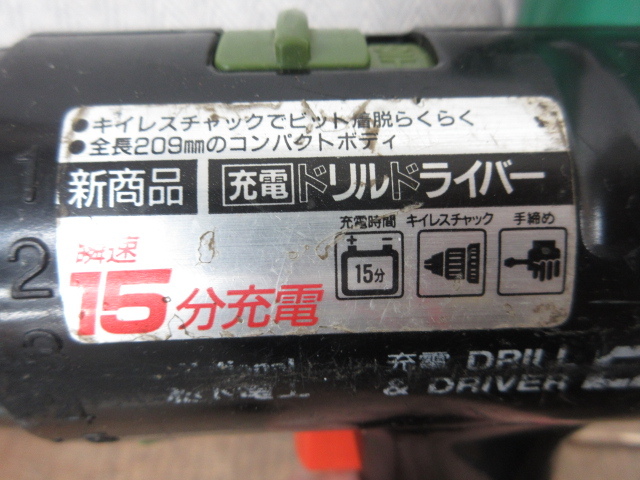 ●キイレスチャックでビット着脱らくらく
●全長209mmのコンパクトボディ
新商品 充電ドリルドライバー
充電時間 キイレスチャック 手締め
15分
瞬速
15分充電
1
2
充電 DRILL
& DRIVER